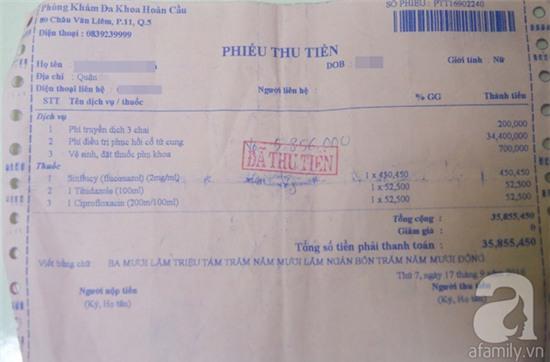 Phòng Khám Đa Khoa Hoàn Cầu
80 Châu Văn Liêm, P.11, Q.5
Điện thoại : 0839239999
SỐ PHIẾU : PTT16902240
PHIẾU THU TIỀN
Họ tên : DOB : Giới tính : Nữ
Địa chỉ : Quận
Điện thoại liên hệ : Người liên hệ :
STT Tên dịch vụ / thuốc % GG Thành tiền
Dịch vụ
1 Phí truyền dịch 3 chai 200,000
2 Phí điều trị phục hồi cổ tử cung 34,400,000
3 Vệ sinh, đặt thuốc phụ khoa 700,000
5.856.000
ĐÃ THU TIỀN
Thuốc
1 Sinflucy (fluconazol) (2mg/ml) 1 x 450,450 450,450
2 1 Tinidazole (100ml) 1 x 52,500 52,500
3 1 Ciprofloxacin (200m/100ml) 1 x 52,500 52,500
Tổng cộng : 35,855,450
Giảm giá 0
Tổng số tiền phải thanh toán : 35,855,450
Viết bằng chữ BA MƯƠI LĂM TRIỆU TÁM TRĂM NĂM MƯƠI LĂM NGÀN BỐN TRĂM NĂM MƯƠI ĐỒNG
Thứ 7, ngày 17 tháng 9 năm 2016
Người nộp tiền Người thu tiền
(Ký, Họ tên) (Ký, Họ tên)
a afamily.vn